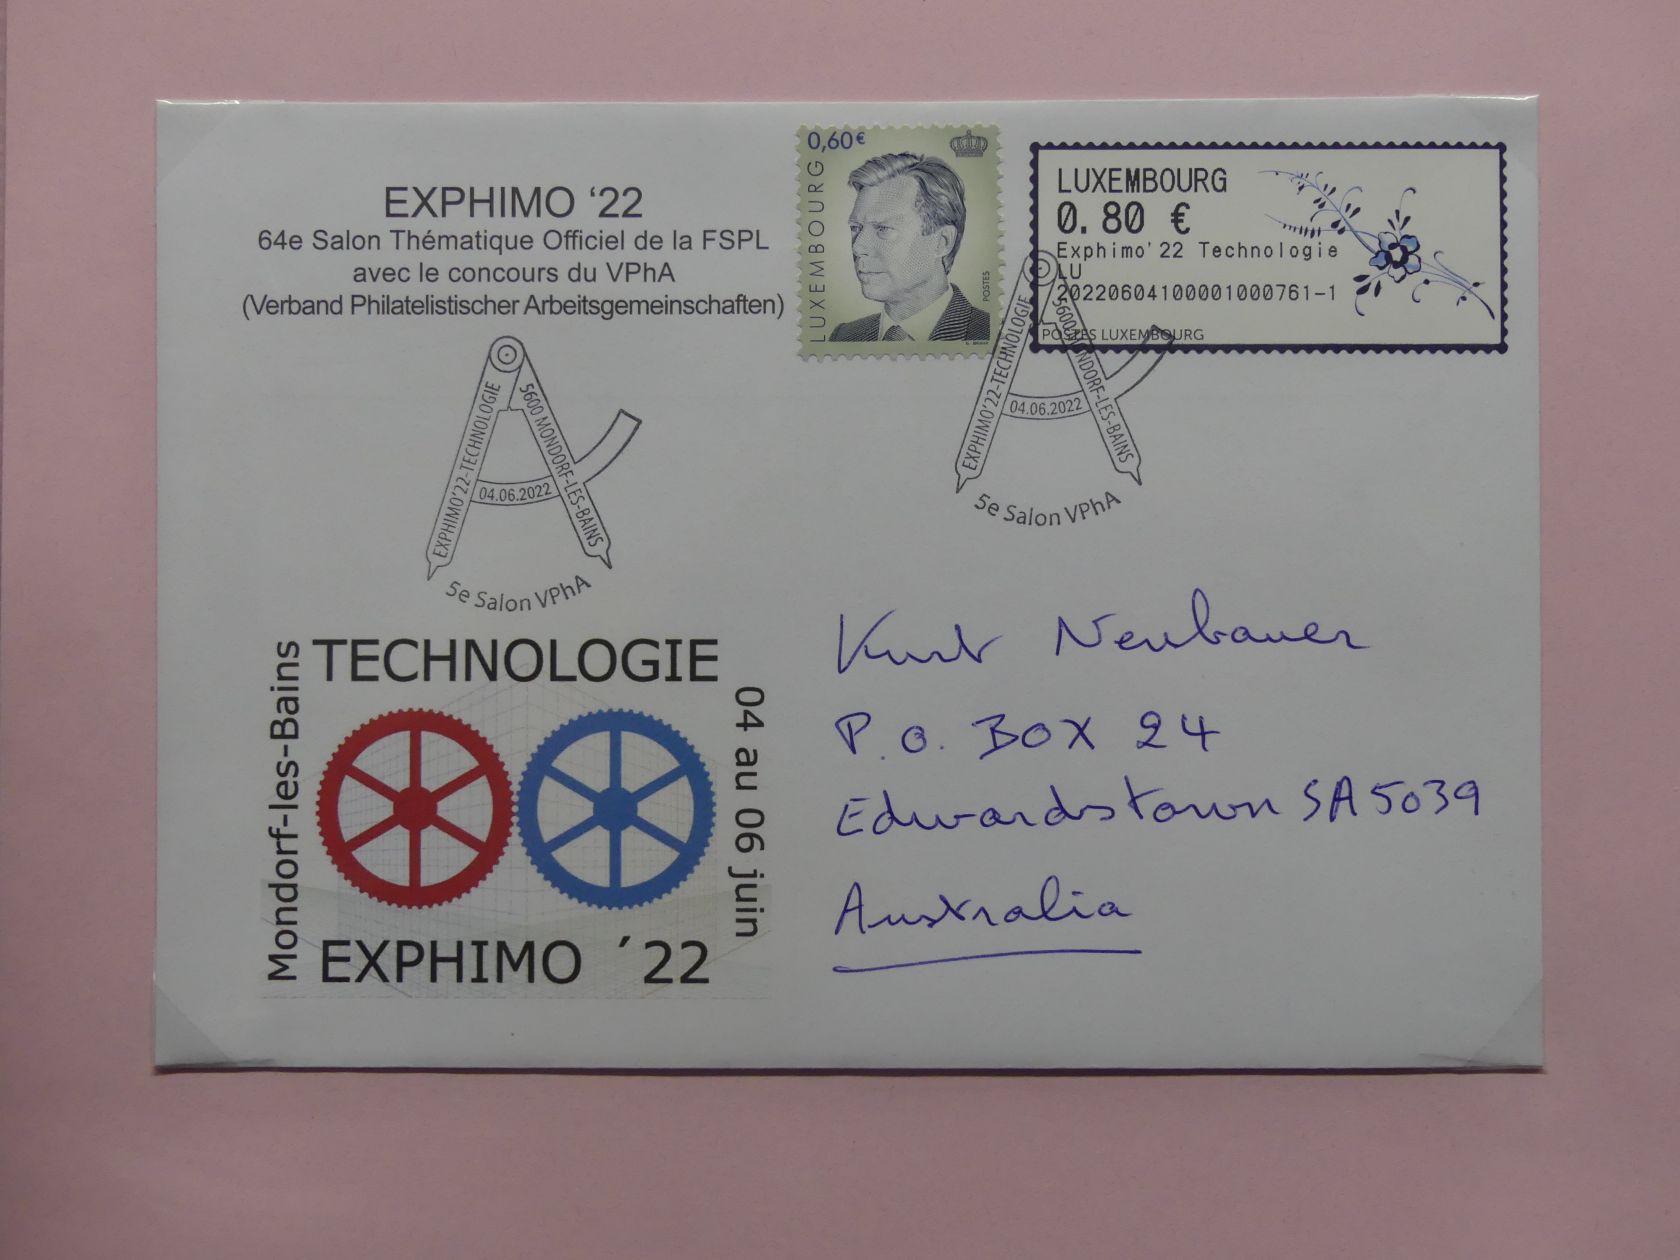 EXPHIMO ‘22
64e Salon Thématique Officiel de la FSPL
avec le concours du VPhA
(Verband Philatelistischer Arbeitsgemeinschaften)
EXPHIMO'22-TECHNOLOGIE
5600 MONDORF-LES-BAINS
04.06.2022
5e Salon VPhA
0,60€
LUXEMBOURG
POSTES
LUXEMBOURG
0.80 €
Exphimo'22 Technologie
LU
20220604100001000761-1
POSTES LUXEMBOURG
EXPHIMO'22-TECHNOLOGIE
5600 MONDORF-LES-BAINS
04.06.2022
5e Salon VPhA
Mondorf-les-Bains
TECHNOLOGIE
04 au 06 juin
EXPHIMO ´22
Kurt Neubauer
P.O. BOX 24
Edwardstown SA 5039
Australia